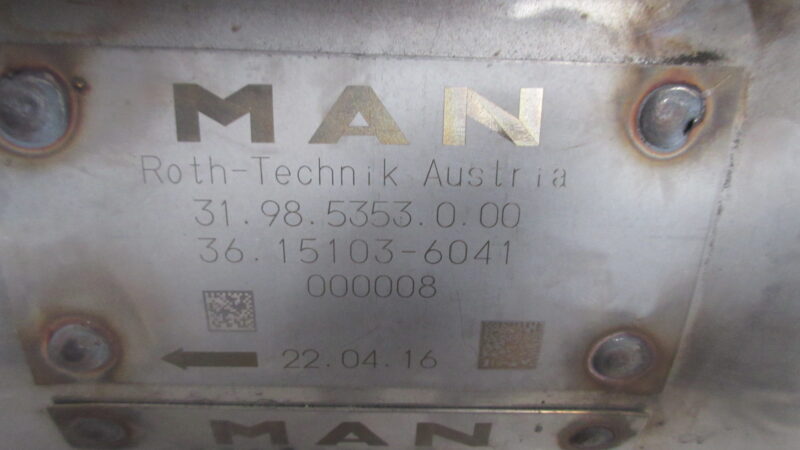 MAN
Roth-Technik Austria
31.98.5353.0.00
36.15103-6041
000008
22.04.16
MAN